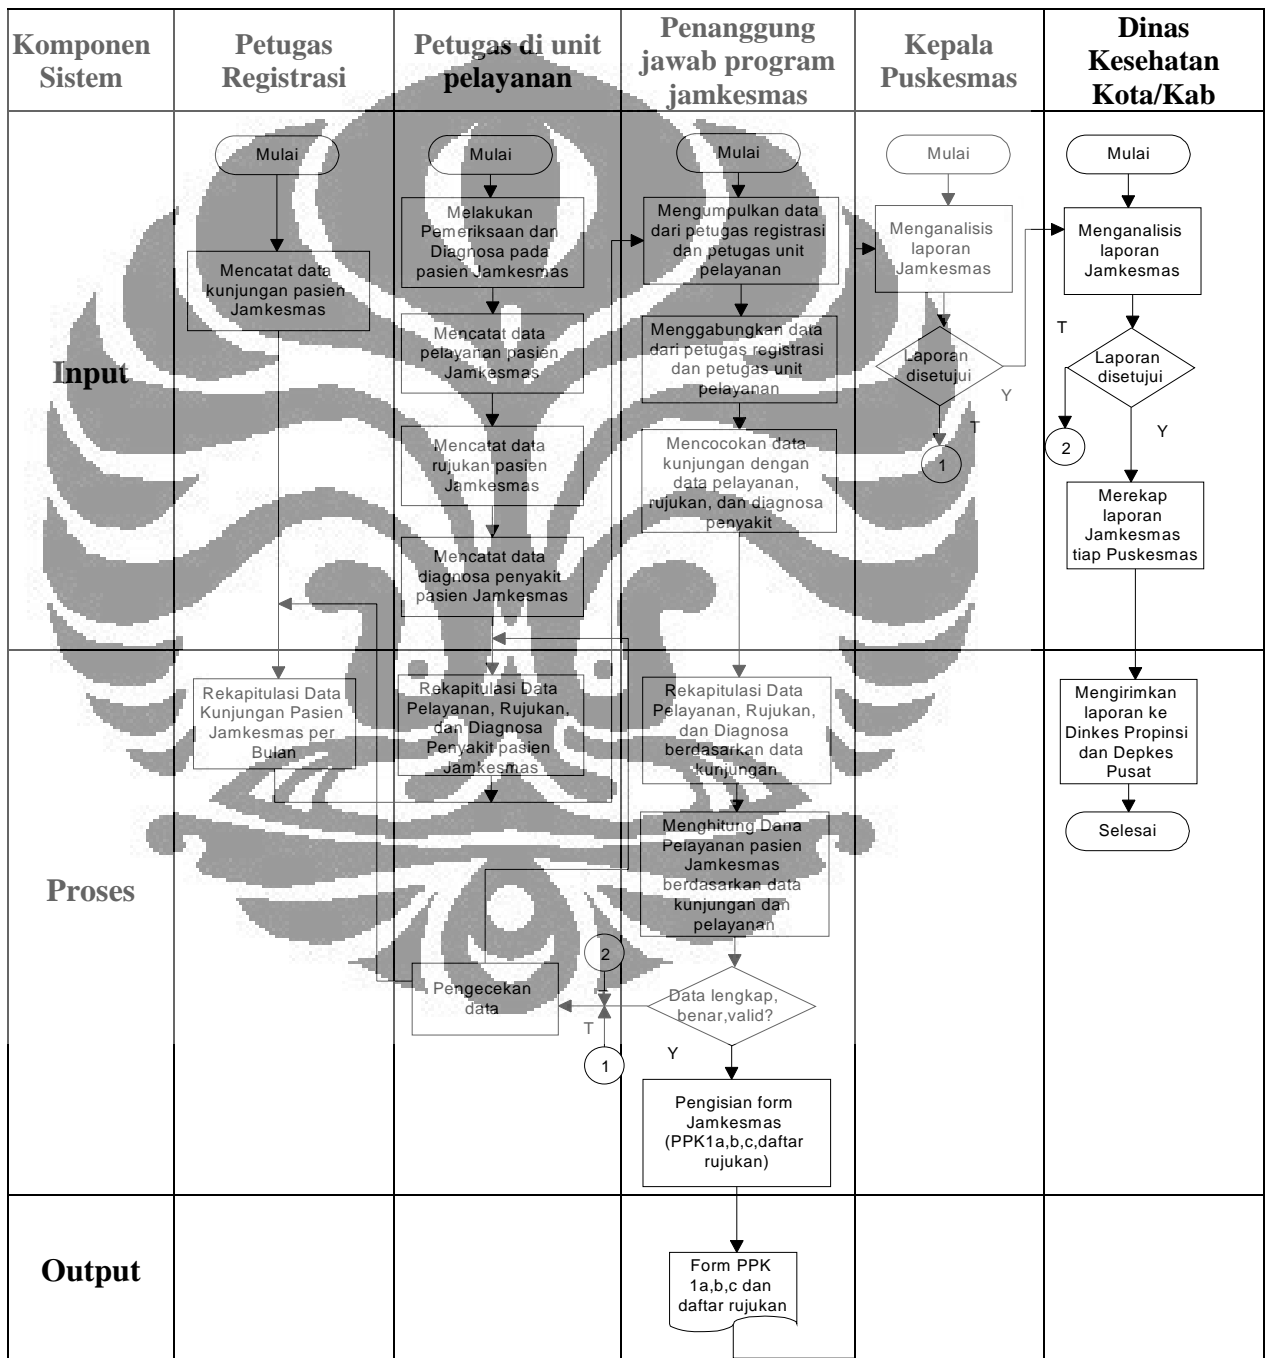 Komponen
Sistem
Petugas
Registrasi
Petugas di unit
pelayanan
Penanggung
jawab program
jamkesmas
Kepala
Puskesmas
Dinas
Kesehatan
Kota/Kab
Input
Mulai
Mencatat data
kunjungan pasien
Jamkesmas
Mulai
Melakukan
Pemeriksaan dan
Diagnosa pada
pasien Jamkesmas
Mencatat data
pelayanan pasien
Jamkesmas
Mencatat data
rujukan pasien
Jamkesmas
Mencatat data
diagnosa penyakit
pasien Jamkesmas
Mulai
Mengumpulkan data
dari petugas registrasi
dan petugas unit
pelayanan
Menggabungkan data
dari petugas registrasi
dan petugas unit
pelayanan
Mencocokan data
kunjungan dengan
data pelayanan,
rujukan, dan diagnosa
penyakit
Mulai
Menganalisis
laporan
Jamkesmas
Laporan
disetujui
Y
T
1
Mulai
Menganalisis
laporan
Jamkesmas
T
Laporan
disetujui
2
Y
Merekap
laporan
Jamkesmas
tiap Puskesmas
Proses
Rekapitulasi Data
Kunjungan Pasien
Jamkesmas per
Bulan
Rekapitulasi Data
Pelayanan, Rujukan,
dan Diagnosa
Penyakit pasien
Jamkesmas
Pengecekan
data
2
T
1
Rekapitulasi Data
Pelayanan, Rujukan,
dan Diagnosa
berdasarkan data
kunjungan
Menghitung Dana
Pelayanan pasien
Jamkesmas
berdasarkan data
kunjungan dan
pelayanan
Data lengkap,
benar,valid?
Y
Pengisian form
Jamkesmas
(PPK1a,b,c,daftar
rujukan)
Mengirimkan
laporan ke
Dinkes Propinsi
dan Depkes
Pusat
Selesai
Output
Form PPK
1a,b,c dan
daftar rujukan